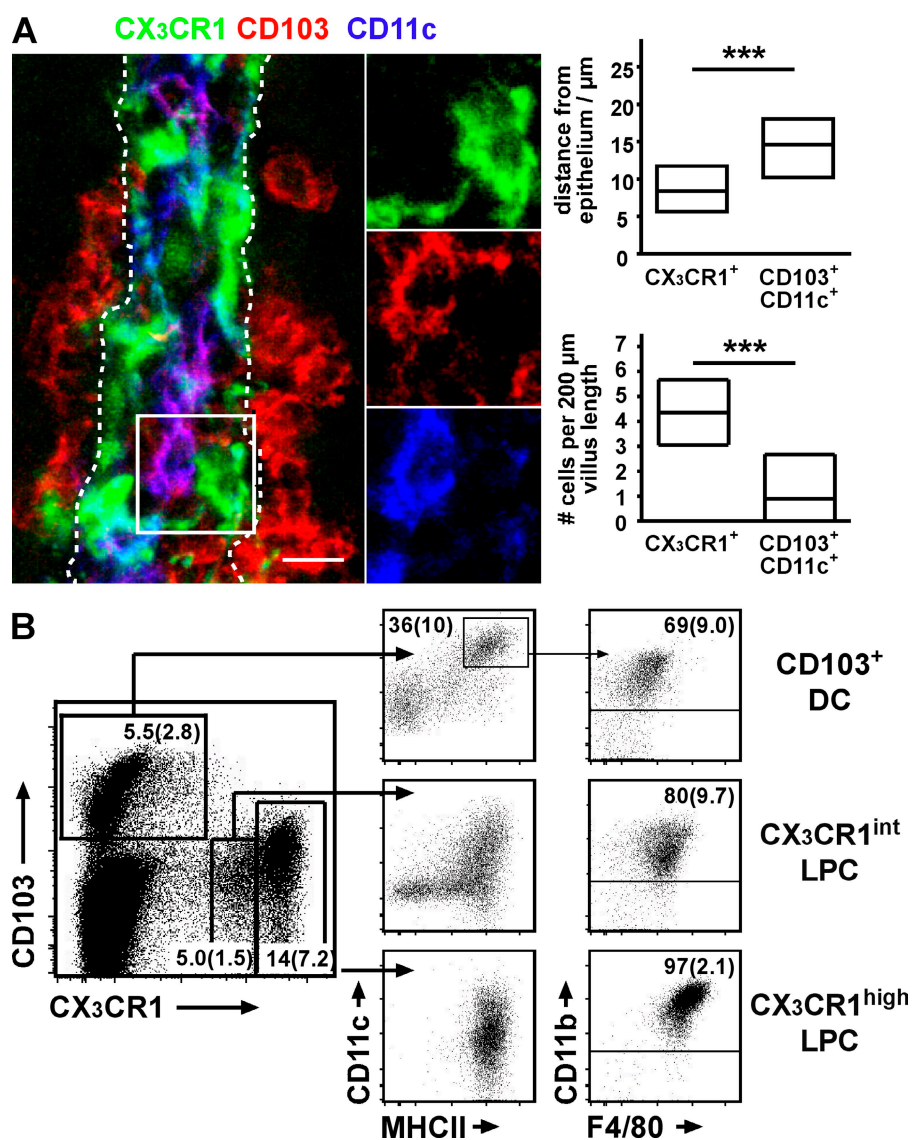 A
CX3CR1 CD103 CD11c
distance from
epithelium / µm
25
20
15
10
5
0
***
CX3CR1+
CD103+
CD11c+
# cells per 200 µm
villus length
7
6
5
4
3
2
1
0
***
CX3CR1+
CD103+
CD11c+
B
5.5(2.8)
5.0(1.5)
14(7.2)
CD103
CX3CR1
36(10)
69(9.0)
CD103+
DC
80(9.7)
CX3CR1int
LPC
97(2.1)
CX3CR1high
LPC
CD11c
MHCII
CD11b
F4/80